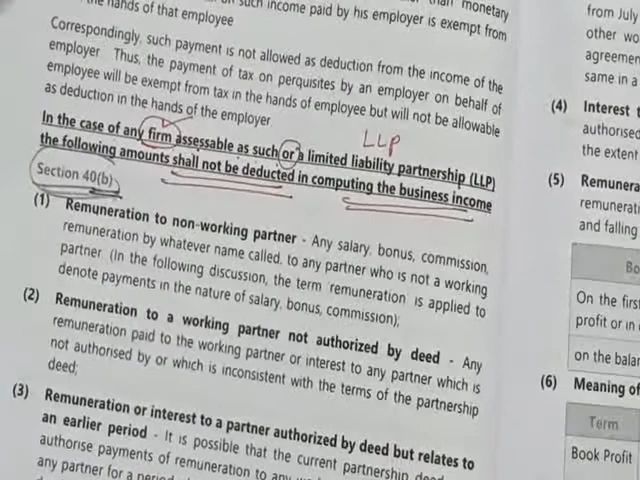 the hands of that employee
such income paid by his employer is exempt from
than monetary
Correspondingly, such payment is not allowed as deduction from the income of the
employer Thus, the payment of tax on perquisites by an employer on behalf of
employee will be exempt from tax in the hands of employee but will not be allowable
as deduction in the hands of the employer
LLP
In the case of any firm assessable as such or a limited liability partnership (LLP)
the following amounts shall not be deducted in computing the business income
Section 40(b)
(1) Remuneration to non-working partner - Any salary, bonus, commission,
remuneration by whatever name called, to any partner who is not a working
partner (In the following discussion, the term 'remuneration' is applied to
denote payments in the nature of salary, bonus, commission);
(2) Remuneration to a working partner not authorized by deed - Any
remuneration paid to the working partner or interest to any partner which is
not authorised by or which is inconsistent with the terms of the partnership
deed;
(3) Remuneration or interest to a partner authorized by deed but relates to
an earlier period - It is possible that the current partnership deed
authorise payments of remuneration to any
any partner for a period
from July
other wo
agreemen
same in a
(4) Interest t
authorised
the extent
(5) Remunera
remunerati
and falling
Bo
On the firs
profit or in
on the balan
(6) Meaning of
Term
Book Profit